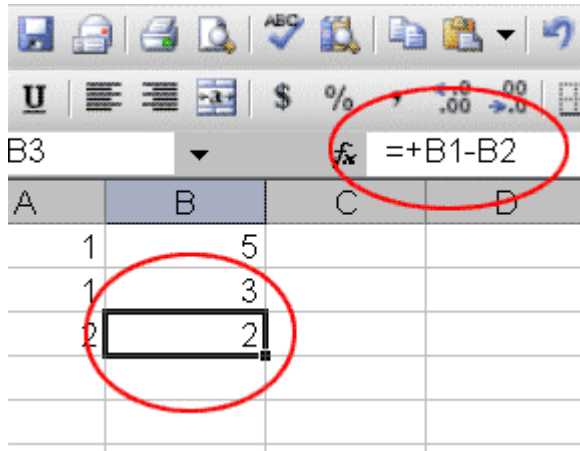 ABC
U $ % , .0 .00 .00 .0
B3 fx =+B1-B2
A B C D
1 5
1 3
2 2